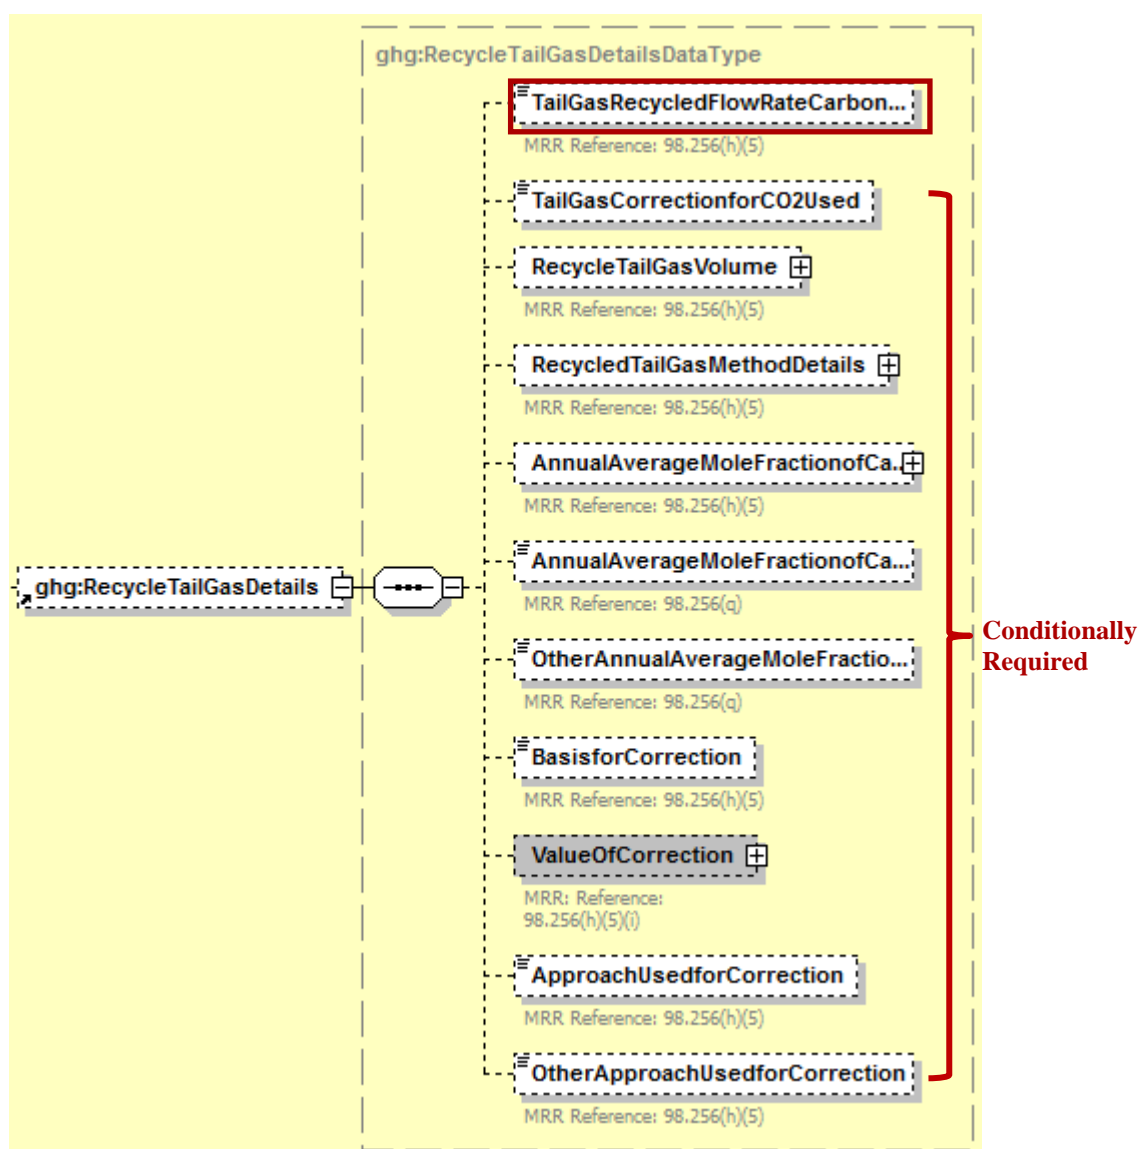 ghg:RecycleTailGasDetailsDataType
TailGasRecycledFlowRateCarbon...
MRR Reference: 98.256(h)(5)
TailGasCorrectionforCO2Used
RecycleTailGasVolume
MRR Reference: 98.256(h)(5)
RecycledTailGasMethodDetails
MRR Reference: 98.256(h)(5)
AnnualAverageMoleFractionofCa...
MRR Reference: 98.256(h)(5)
AnnualAverageMoleFractionofCa...
MRR Reference: 98.256(q)
ghg:RecycleTailGasDetails
Conditionally
Required
OtherAnnualAverageMoleFractio...
MRR Reference: 98.256(q)
BasisforCorrection
MRR Reference: 98.256(h)(5)
ValueOfCorrection
MRR: Reference:
98.256(h)(5)(i)
ApproachUsedforCorrection
MRR Reference: 98.256(h)(5)
OtherApproachUsedforCorrection
MRR Reference: 98.256(h)(5)